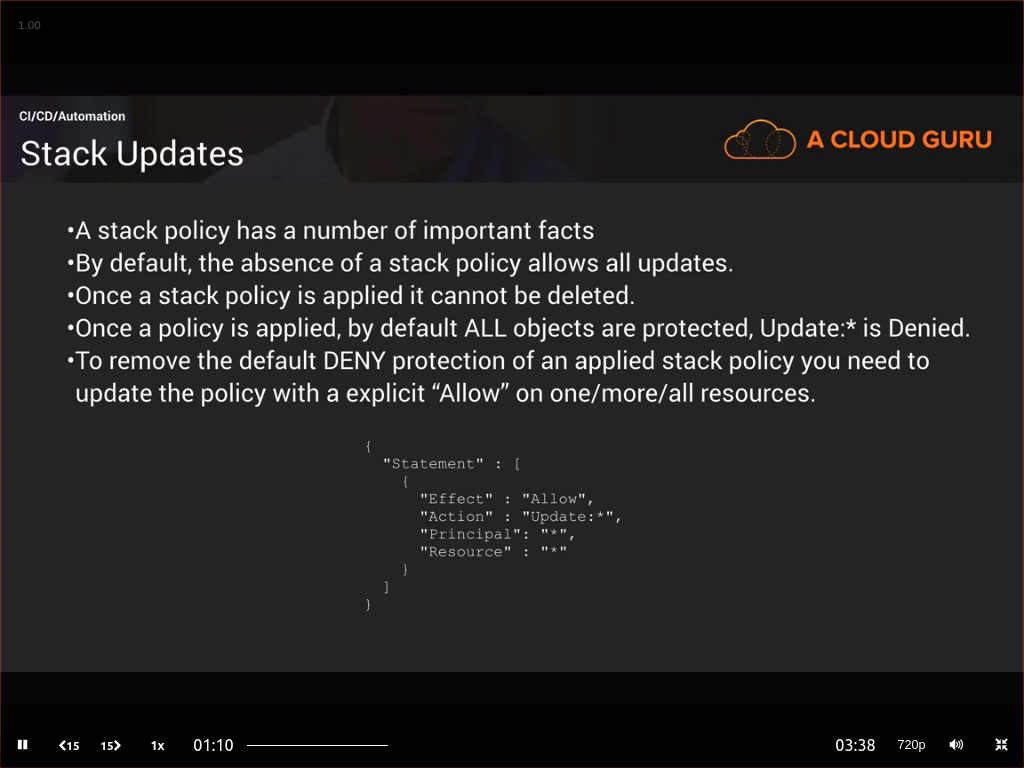 1.00
CI/CD/Automation
Stack Updates
A CLOUD GURU
•A stack policy has a number of important facts
•By default, the absence of a stack policy allows all updates.
•Once a stack policy is applied it cannot be deleted.
•Once a policy is applied, by default ALL objects are protected, Update:* is Denied.
•To remove the default DENY protection of an applied stack policy you need to
update the policy with a explicit “Allow” on one/more/all resources.
{
"Statement" : [
{
"Effect" : "Allow",
"Action" : "Update:*",
"Principal": "*",
"Resource" : "*"
}
]
}
15 15 1x 01:10 03:38 720p